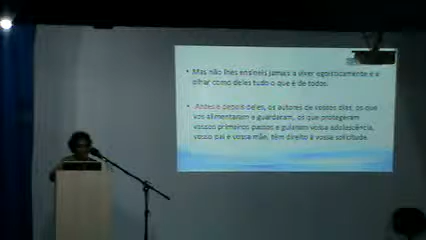 • Mas não lhes ensineis jamais a viver egoisticamente e a
olhar como deles tudo o que é de todos.
• Antes e depois deles, os autores de vossos dias, os que
vos alimentaram e guardaram, os que protegeram
vossos primeiros passos e guiaram vossa adolescência,
vosso pai e vossa mãe, têm direito à vossa solicitude.